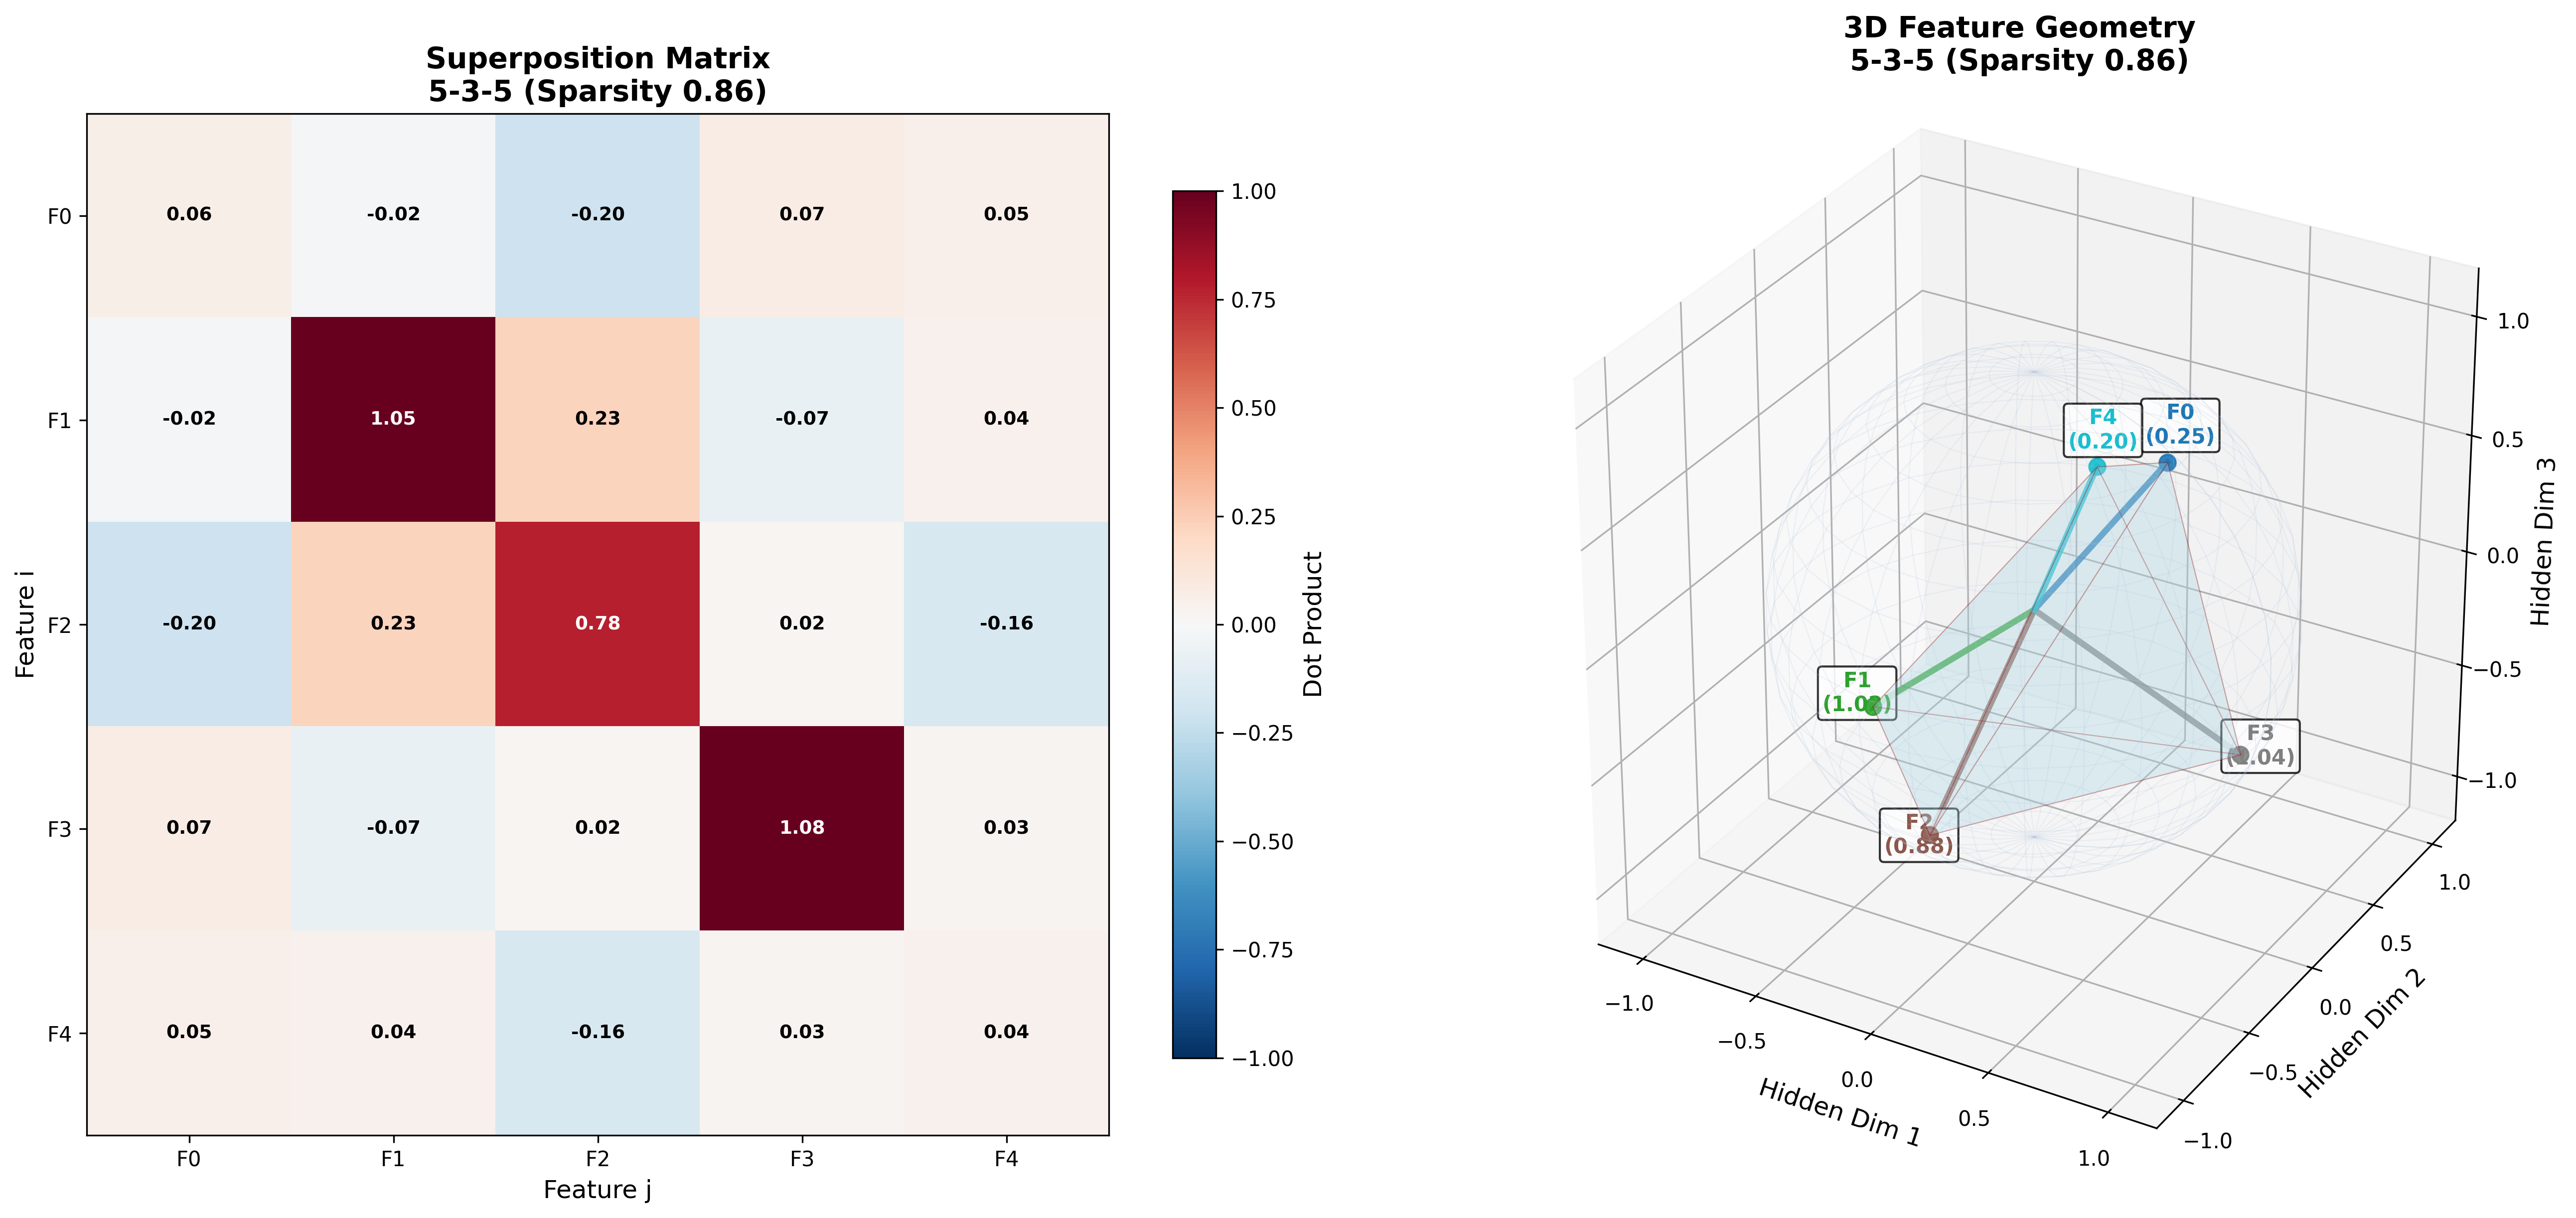 Superposition Matrix
5-3-5 (Sparsity 0.86)
F0
0.06
-0.02
-0.20
0.07
0.05
F1
-0.02
1.05
0.23
-0.07
0.04
F2
-0.20
0.23
0.78
0.02
-0.16
F3
0.07
-0.07
0.02
1.08
0.03
F4
0.05
0.04
-0.16
0.03
0.04
F0
F1
F2
F3
F4
Feature j
Feature i
1.00
0.75
0.50
0.25
0.00
−0.25
−0.50
−0.75
−1.00
Dot Product
3D Feature Geometry
5-3-5 (Sparsity 0.86)
F4
(0.20)
F0
(0.25)
F1
F3
F2
(0.88)
1.0
0.5
0.0
−0.5
−1.0
Hidden Dim 3
−1.0
−0.5
0.0
0.5
1.0
Hidden Dim 1
1.0
0.5
0.0
−0.5
−1.0
Hidden Dim 2